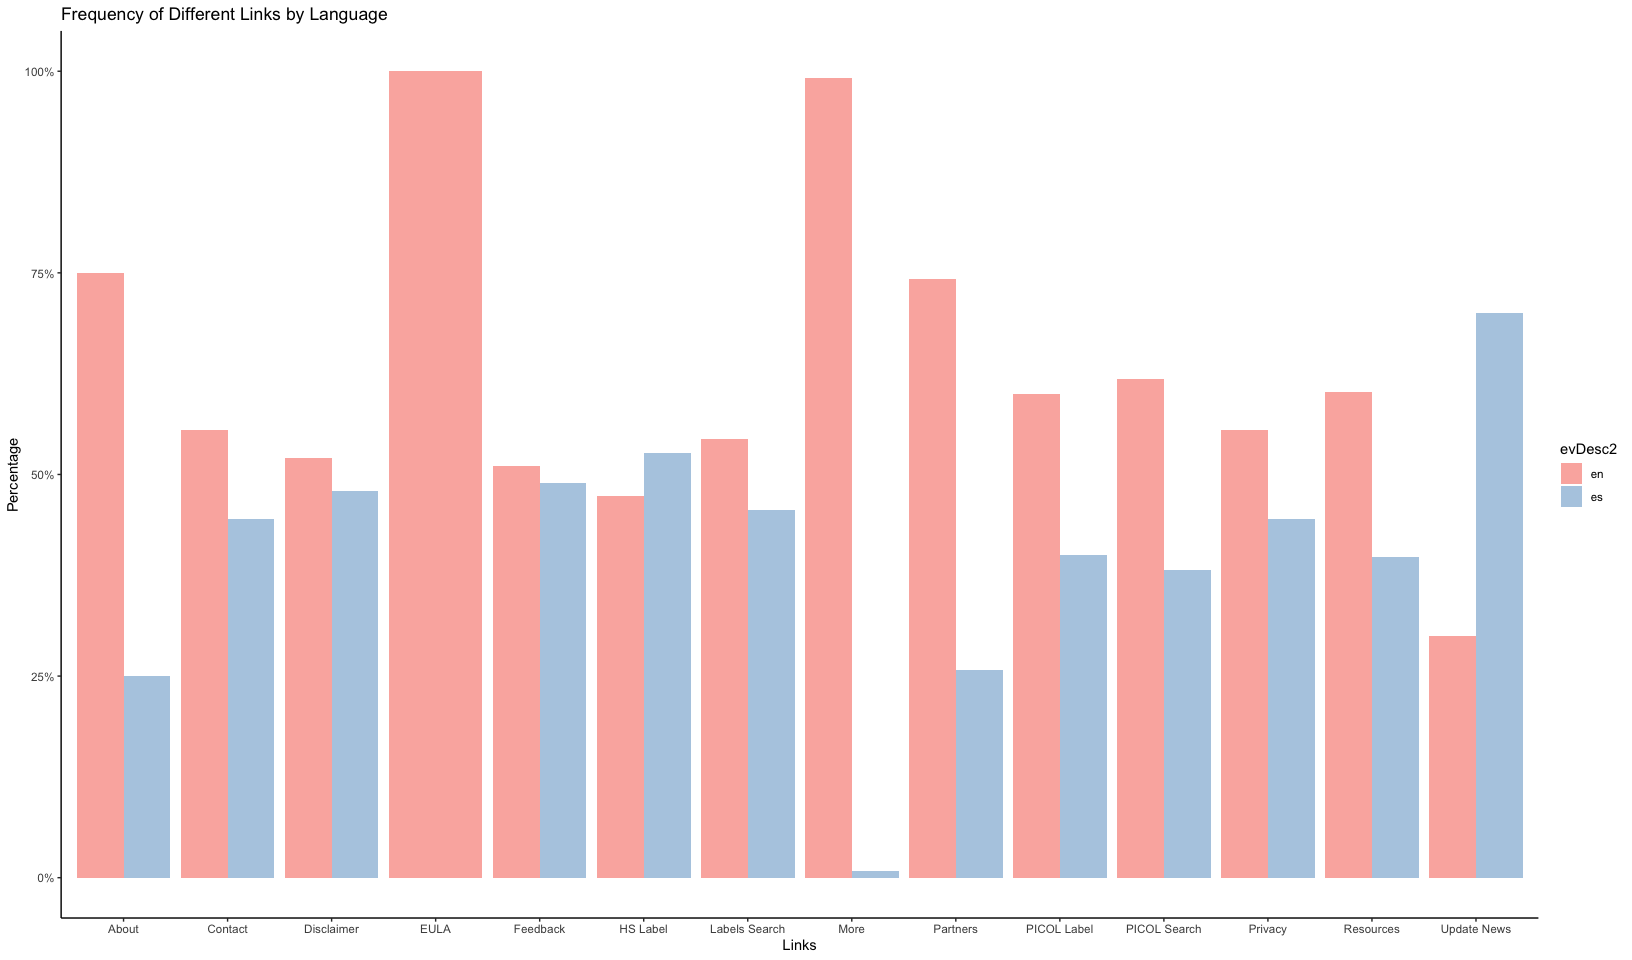 Frequency of Different Links by Language
100%
75%
50%
25%
0%
Percentage
About Contact Disclaimer EULA Feedback HS Label Labels Search More Partners PICOL Label PICOL Search Privacy Resources Update News
Links
evDesc2
en
es